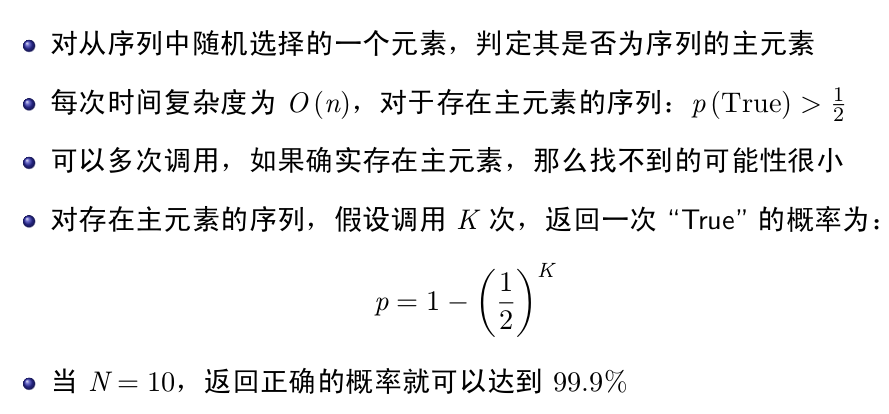 对从序列中随机选择的一个元素，判定其是否为序列的主元素
每次时间复杂度为 O(n)，对于存在主元素的序列：p(True) > 1/2
可以多次调用，如果确实存在主元素，那么找不到的可能性很小
对存在主元素的序列，假设调用 K 次，返回一次 “True” 的概率为：
p = 1 − (1/2)^K
当 N = 10，返回正确的概率就可以达到 99.9%